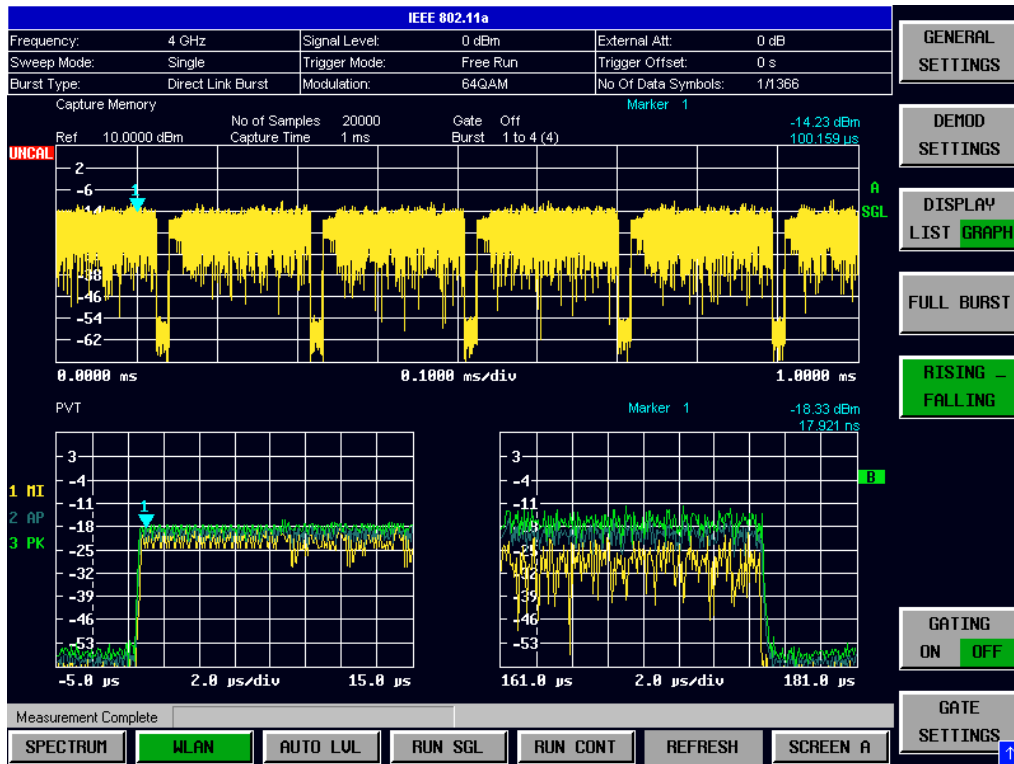 IEEE 802.11a
Frequency: 4 GHz Signal Level: 0 dBm External Att: 0 dB
Sweep Mode: Single Trigger Mode: Free Run Trigger Offset: 0 s
Burst Type: Direct Link Burst Modulation: 64QAM No Of Data Symbols: 1/1366
Capture Memory Marker 1
No of Samples 20000 Gate Off -14.23 dBm
Ref 10.0000 dBm Capture Time 1 ms Burst 1 to 4 (4) 100.159 µs
UNCAL
2
-6
1
A
SGL
-14
-38
-46
-54
-62
0.0000 ms 0.1000 ms/div 1.0000 ms
PVT Marker 1 -18.33 dBm
17.921 ns
3 3
-4 -4
B
1 MI
-11 -11
1
2 AP
-18
3 PK
-25 -25
-32 -32
-39 -39
-46 -46
-53 -53
-5.0 µs 2.0 µs/div 15.0 µs 161.0 µs 2.0 µs/div 181.0 µs
Measurement Complete
SPECTRUM WLAN AUTO LVL RUN SGL RUN CONT REFRESH SCREEN A
GENERAL
SETTINGS
DEMOD
SETTINGS
DISPLAY
LIST GRAPH
FULL BURST
RISING _
FALLING
GATING
ON OFF
GATE
SETTINGS
↑